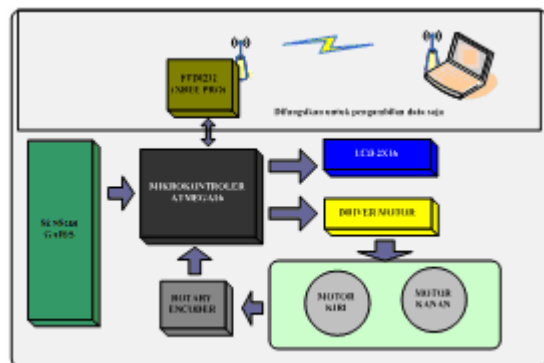 (XBEE PRO)
Difungsikan untuk pengambilan data saja
LCD 2X16
MIKROKONTROLER
ATMEGA16
DRIVER MOTOR
SENSOR
GARIS
ROTARY
ENCODER
MOTOR
KIRI
MOTOR
KANAN